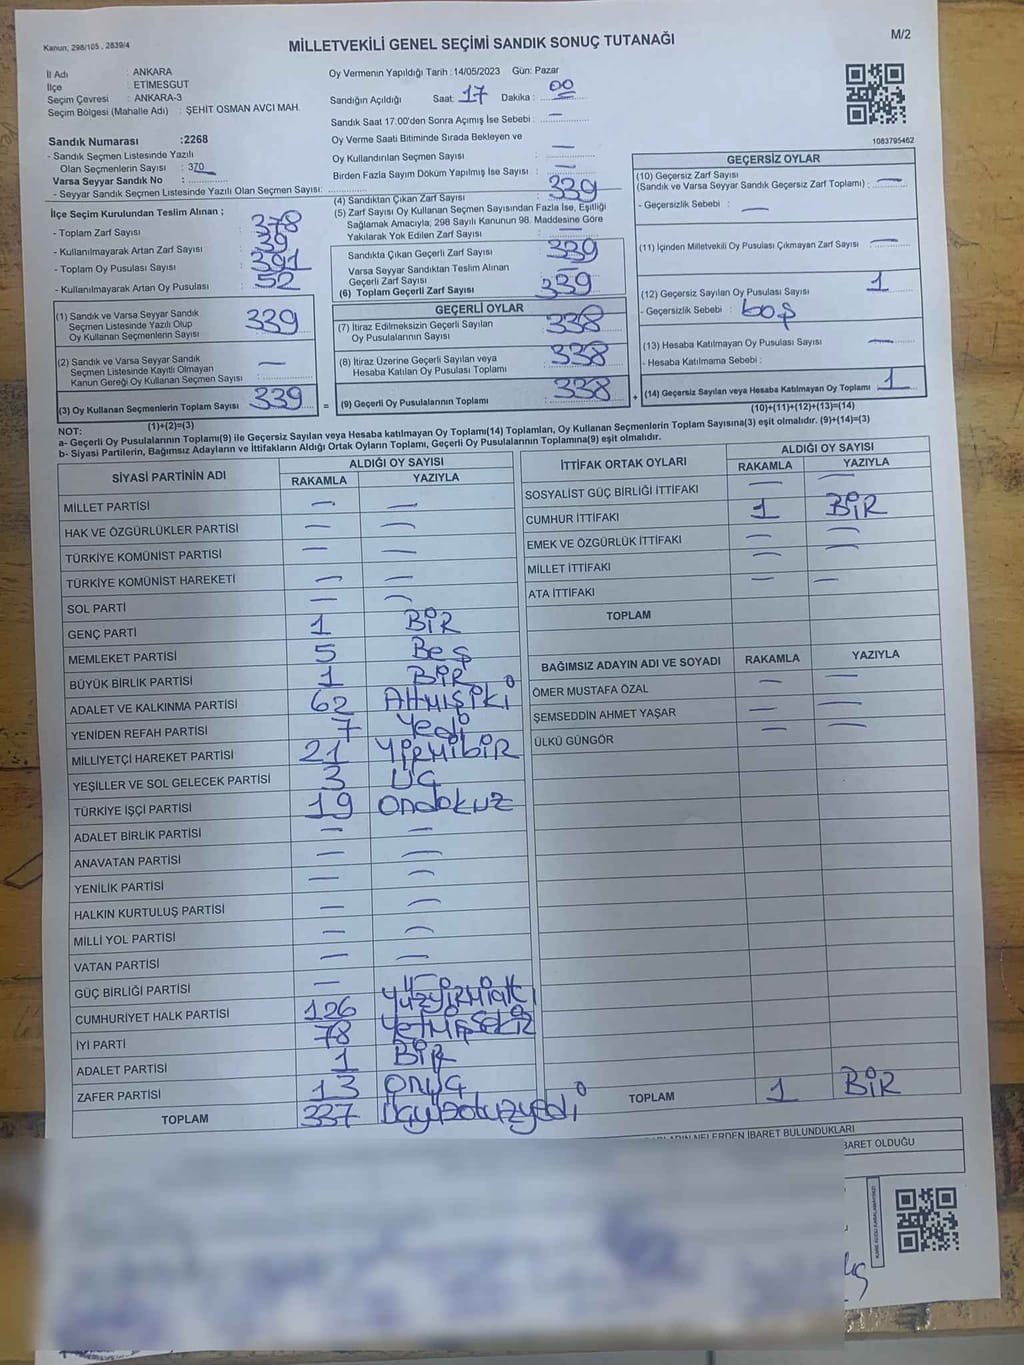 Kanun; 298/105 , 2839/4
MİLLETVEKİLİ GENEL SEÇİMİ SANDIK SONUÇ TUTANAĞI
M/2
İl Adı : ANKARA
İlçe : ETİMESGUT
Seçim Çevresi : ANKARA-3
Seçim Bölgesi (Mahalle Adı) : ŞEHİT OSMAN AVCI MAH.
Sandık Numarası :2268
- Sandık Seçmen Listesinde Yazılı
Olan Seçmenlerin Sayısı : 370
Varsa Seyyar Sandık No :
- Seyyar Sandık Seçmen Listesinde Yazılı Olan Seçmen Sayısı:
Oy Vermenin Yapıldığı Tarih : 14/05/2023 Gün: Pazar
Sandığın Açıldığı Saat: 17 Dakika : 00
Sandık Saat 17.00'den Sonra Açımış İse Sebebi : —
Oy Verme Saati Bitiminde Sırada Bekleyen ve
Oy Kullandırılan Seçmen Sayısı : —
Birden Fazla Sayım Döküm Yapılmış İse Sayısı : —
1083795462
İlçe Seçim Kurulundan Teslim Alınan ;
- Toplam Zarf Sayısı : 378
- Kullanılmayarak Artan Zarf Sayısı : 39
- Toplam Oy Pusulası Sayısı : 391
- Kullanılmayarak Artan Oy Pusulası : 52
(4) Sandıktan Çıkan Zarf Sayısı : 339
(5) Zarf Sayısı Oy Kullanan Seçmen Sayısından Fazla İse, Eşitliği
Sağlamak Amacıyla; 298 Sayılı Kanunun 98. Maddesine Göre
Yakılarak Yok Edilen Zarf Sayısı : —
Sandıkta Çıkan Geçerli Zarf Sayısı : 339
Varsa Seyyar Sandıktan Teslim Alınan
Geçerli Zarf Sayısı : —
(6) Toplam Geçerli Zarf Sayısı : 339
GEÇERSİZ OYLAR
(10) Geçersiz Zarf Sayısı
(Sandık ve Varsa Seyyar Sandık Geçersiz Zarf Toplamı) : —
- Geçersizlik Sebebi : —
(11) İçinden Milletvekili Oy Pusulası Çıkmayan Zarf Sayısı : —
(12) Geçersiz Sayılan Oy Pusulası Sayısı : 1
- Geçersizlik Sebebi : boş
(13) Hesaba Katılmayan Oy Pusulası Sayısı : —
- Hesaba Katılmama Sebebi :
(14) Geçersiz Sayılan veya Hesaba Katılmayan Oy Toplamı : 1
(10)+(11)+(12)+(13)=(14)
(1) Sandık ve Varsa Seyyar Sandık
Seçmen Listesinde Yazılı Olup
Oy Kullanan Seçmenlerin Sayısı : 339
(2) Sandık ve Varsa Seyyar Sandık
Seçmen Listesinde Kayıtlı Olmayan
Kanun Gereği Oy Kullanan Seçmen Sayısı : —
(3) Oy Kullanan Seçmenlerin Toplam Sayısı : 339
(1)+(2)=(3)
GEÇERLİ OYLAR
(7) İtiraz Edilmeksizin Geçerli Sayılan
Oy Pusulasının Sayısı : 338
(8) İtiraz Üzerine Geçerli Sayılan veya
Hesaba Katılan Oy Pusulası Toplamı : 338
(9) Geçerli Oy Pusulalarının Toplamı : 338
NOT:
a- Geçerli Oy Pusulalarının Toplamı(9) ile Geçersiz Sayılan veya Hesaba katılmayan Oy Toplamı(14) Toplamları, Oy Kullanan Seçmenlerin Toplam Sayısına(3) eşit olmalıdır. (9)+(14)=(3)
b- Siyasi Partilerin, Bağımsız Adayların ve İttifakların Aldığı Ortak Oyların Toplamı, Geçerli Oy Pusulalarının Toplamına(9) eşit olmalıdır.
SİYASİ PARTİNİN ADI ALDIĞI OY SAYISI
RAKAMLA YAZIYLA
MİLLET PARTİSİ — —
HAK VE ÖZGÜRLÜKLER PARTİSİ — —
TÜRKİYE KOMÜNİST PARTİSİ — —
TÜRKİYE KOMÜNİST HAREKETİ — —
SOL PARTİ — —
GENÇ PARTİ 1 BİR
MEMLEKET PARTİSİ 5 Beş
BÜYÜK BİRLİK PARTİSİ 1 BİR
ADALET VE KALKINMA PARTİSİ 62 Altmışiki
YENİDEN REFAH PARTİSİ 7 Yedi
MİLLİYETÇİ HAREKET PARTİSİ 21 YİRMİBİR
YEŞİLLER VE SOL GELECEK PARTİSİ 3 ÜÇ
TÜRKİYE İŞÇİ PARTİSİ 19 Ondokuz
ADALET BİRLİK PARTİSİ — —
ANAVATAN PARTİSİ — —
YENİLİK PARTİSİ — —
HALKIN KURTULUŞ PARTİSİ — —
MİLLİ YOL PARTİSİ — —
VATAN PARTİSİ — —
GÜÇ BİRLİĞİ PARTİSİ — —
CUMHURİYET HALK PARTİSİ 126 Yüzyirmialtı
İYİ PARTİ 78 Yetmişsekiz
ADALET PARTİSİ 1 BİR
ZAFER PARTİSİ 13 Onüç
TOPLAM 337 Üçyüzotuzyedi
İTTİFAK ORTAK OYLARI ALDIĞI OY SAYISI
RAKAMLA YAZIYLA
SOSYALİST GÜÇ BİRLİĞİ İTTİFAKI — —
CUMHUR İTTİFAKI 1 BİR
EMEK VE ÖZGÜRLÜK İTTİFAKI — —
MİLLET İTTİFAKI — —
ATA İTTİFAKI — —
TOPLAM
BAĞIMSIZ ADAYIN ADI VE SOYADI RAKAMLA YAZIYLA
ÖMER MUSTAFA ÖZAL — —
ŞEMSEDDİN AHMET YAŞAR — —
ÜLKÜ GÜNGÖR — —
TOPLAM 1 BİR
NELERDEN İBARET BULUNDUKLARI
İBARET OLDUĞU